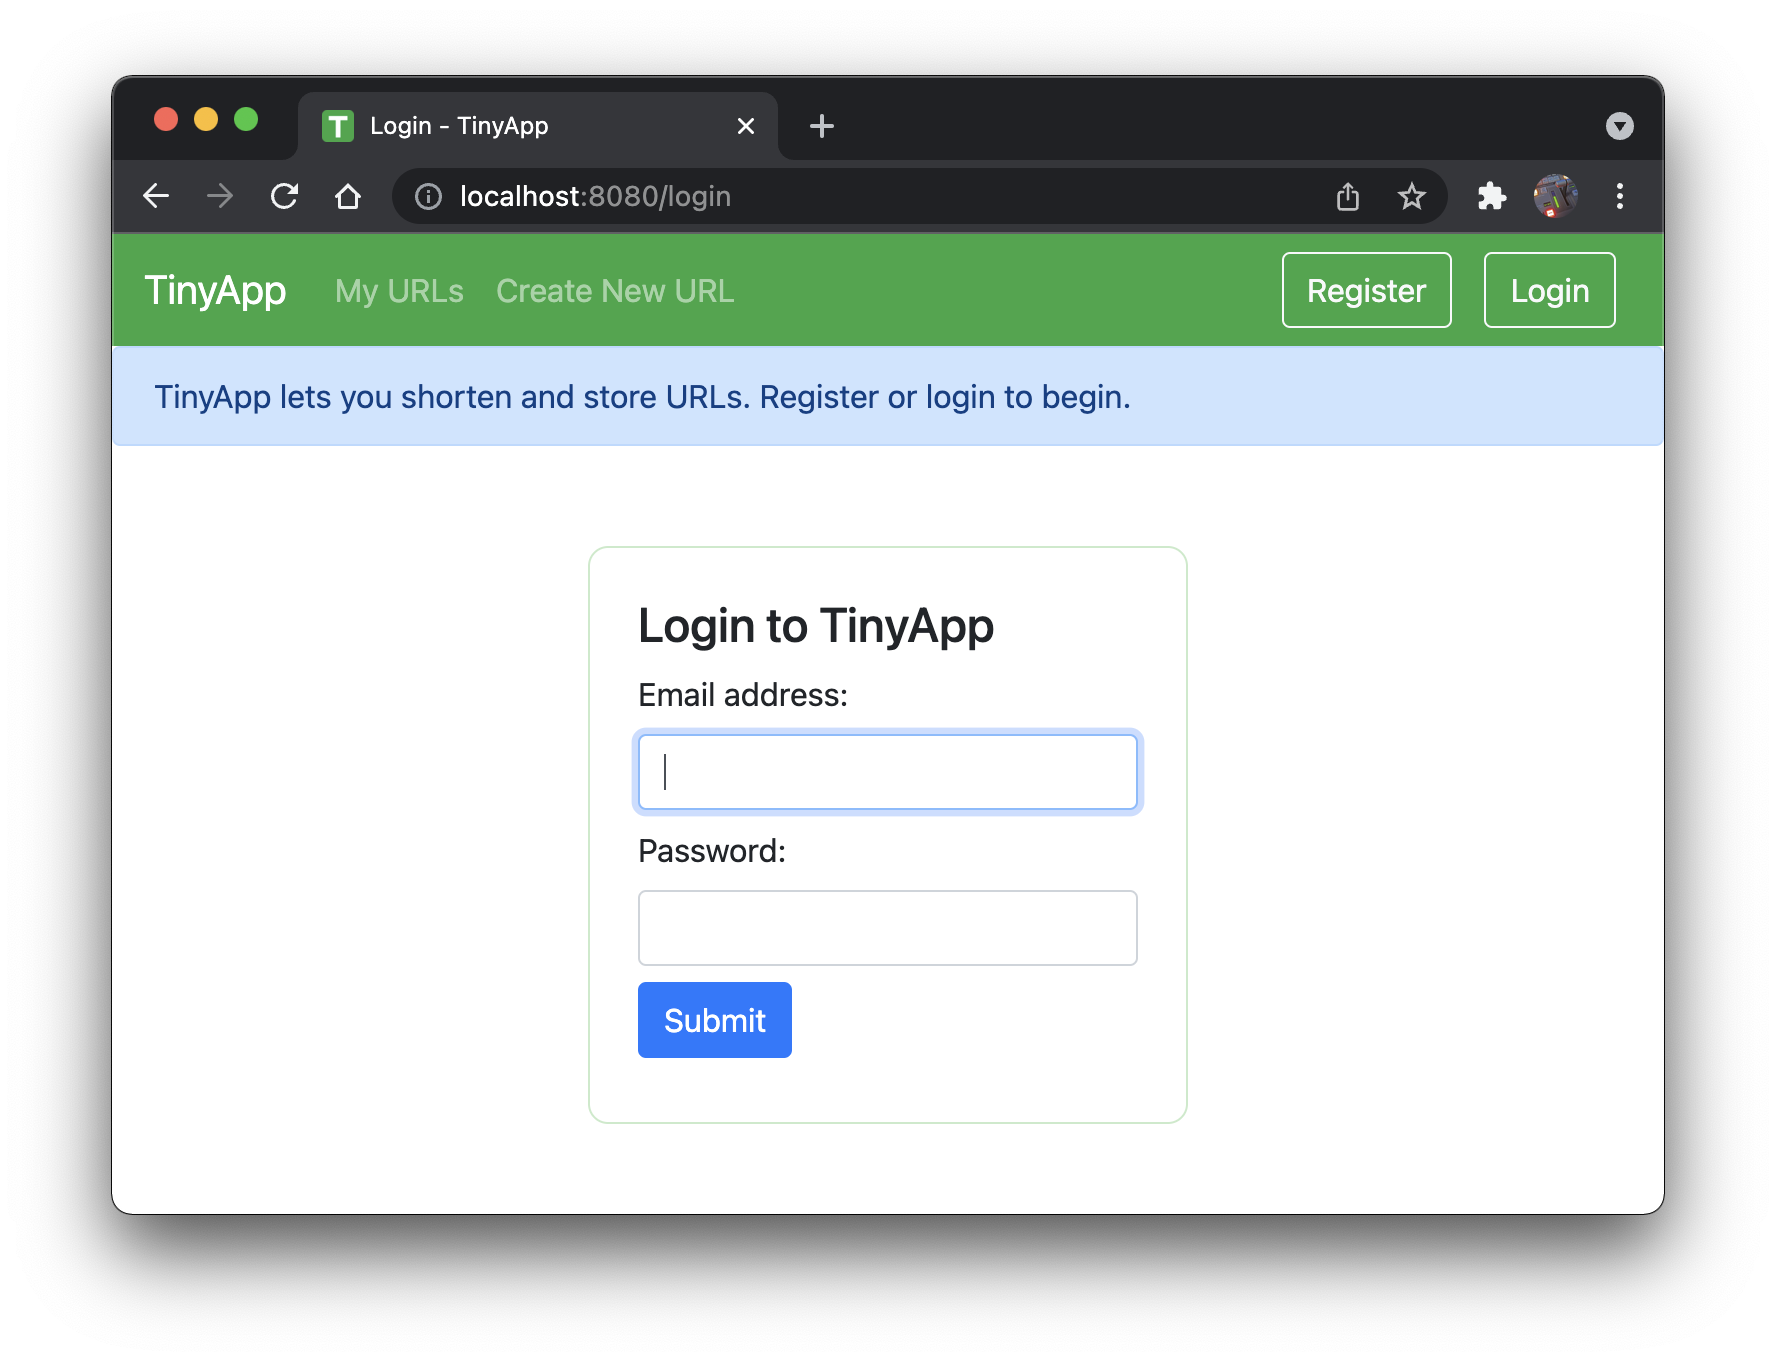 T Login - TinyApp
localhost:8080/login
TinyApp My URLs Create New URL Register Login
TinyApp lets you shorten and store URLs. Register or login to begin.
Login to TinyApp
Email address:
Password:
Submit